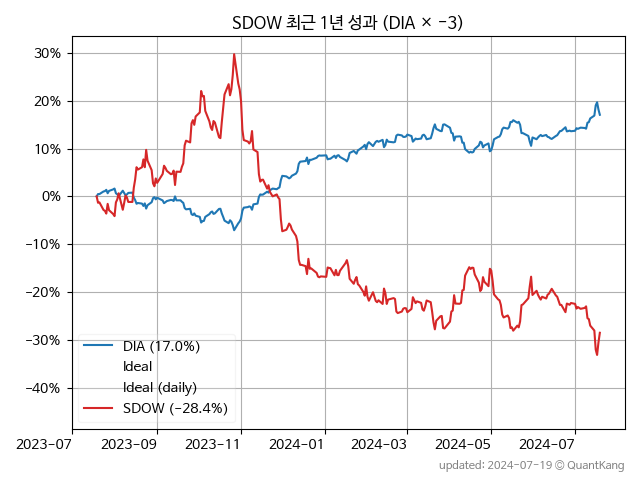 SDOW 최근 1년 성과 (DIA × −3)
30%
20%
10%
0%
−10%
−20%
−30%
−40%
DIA (17.0%)
Ideal
Ideal (daily)
SDOW (−28.4%)
2023−07 2023−09 2023−11 2024−01 2024−03 2024−05 2024−07
updated: 2024−07−19 © QuantKang